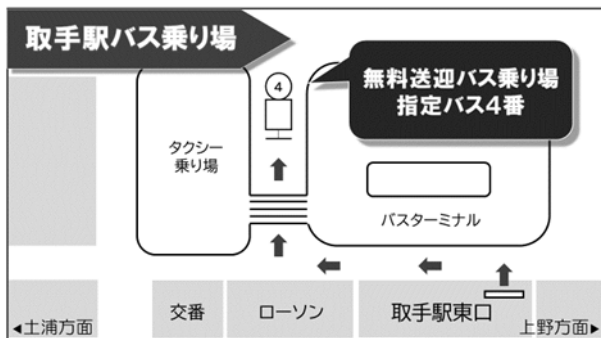 取手駅バス乗り場
無料送迎バス乗り場
指定バス4番
4
タクシー
乗り場
バスターミナル
交番
ローソン
取手駅東口
◀土浦方面
上野方面▶